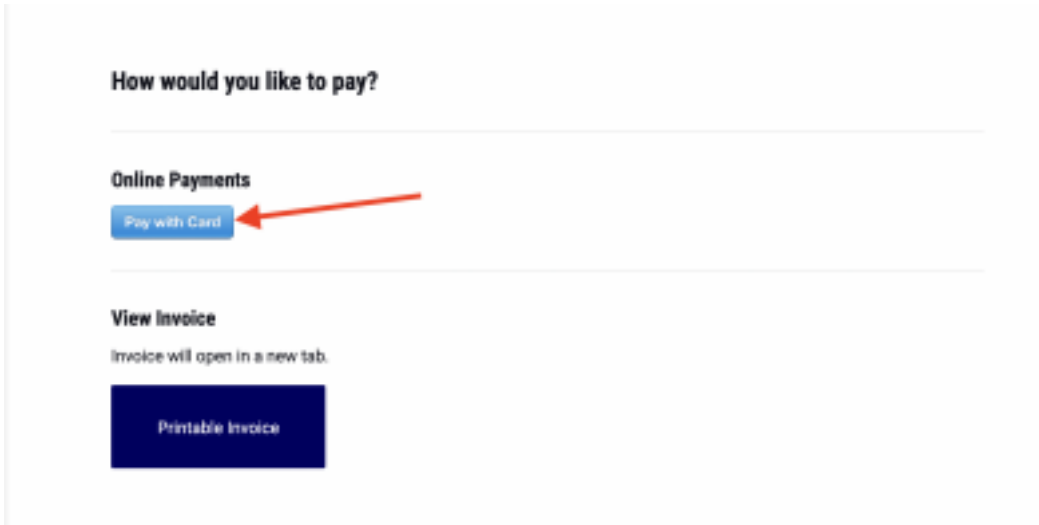 How would you like to pay?
Online Payments
Pay with Card
View Invoice
Invoice will open in a new tab.
Printable Invoice